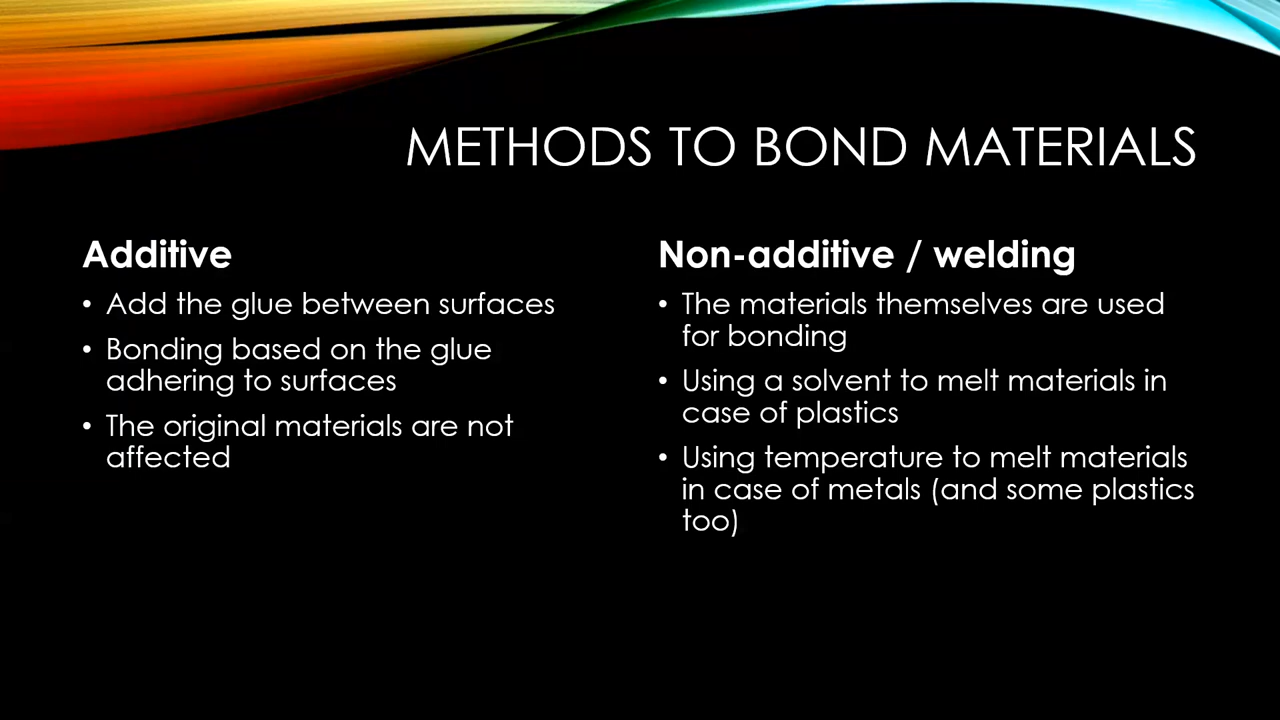 METHODS TO BOND MATERIALS
Additive
• Add the glue between surfaces
• Bonding based on the glue
adhering to surfaces
• The original materials are not
affected
Non-additive / welding
• The materials themselves are used
for bonding
• Using a solvent to melt materials in
case of plastics
• Using temperature to melt materials
in case of metals (and some plastics
too)